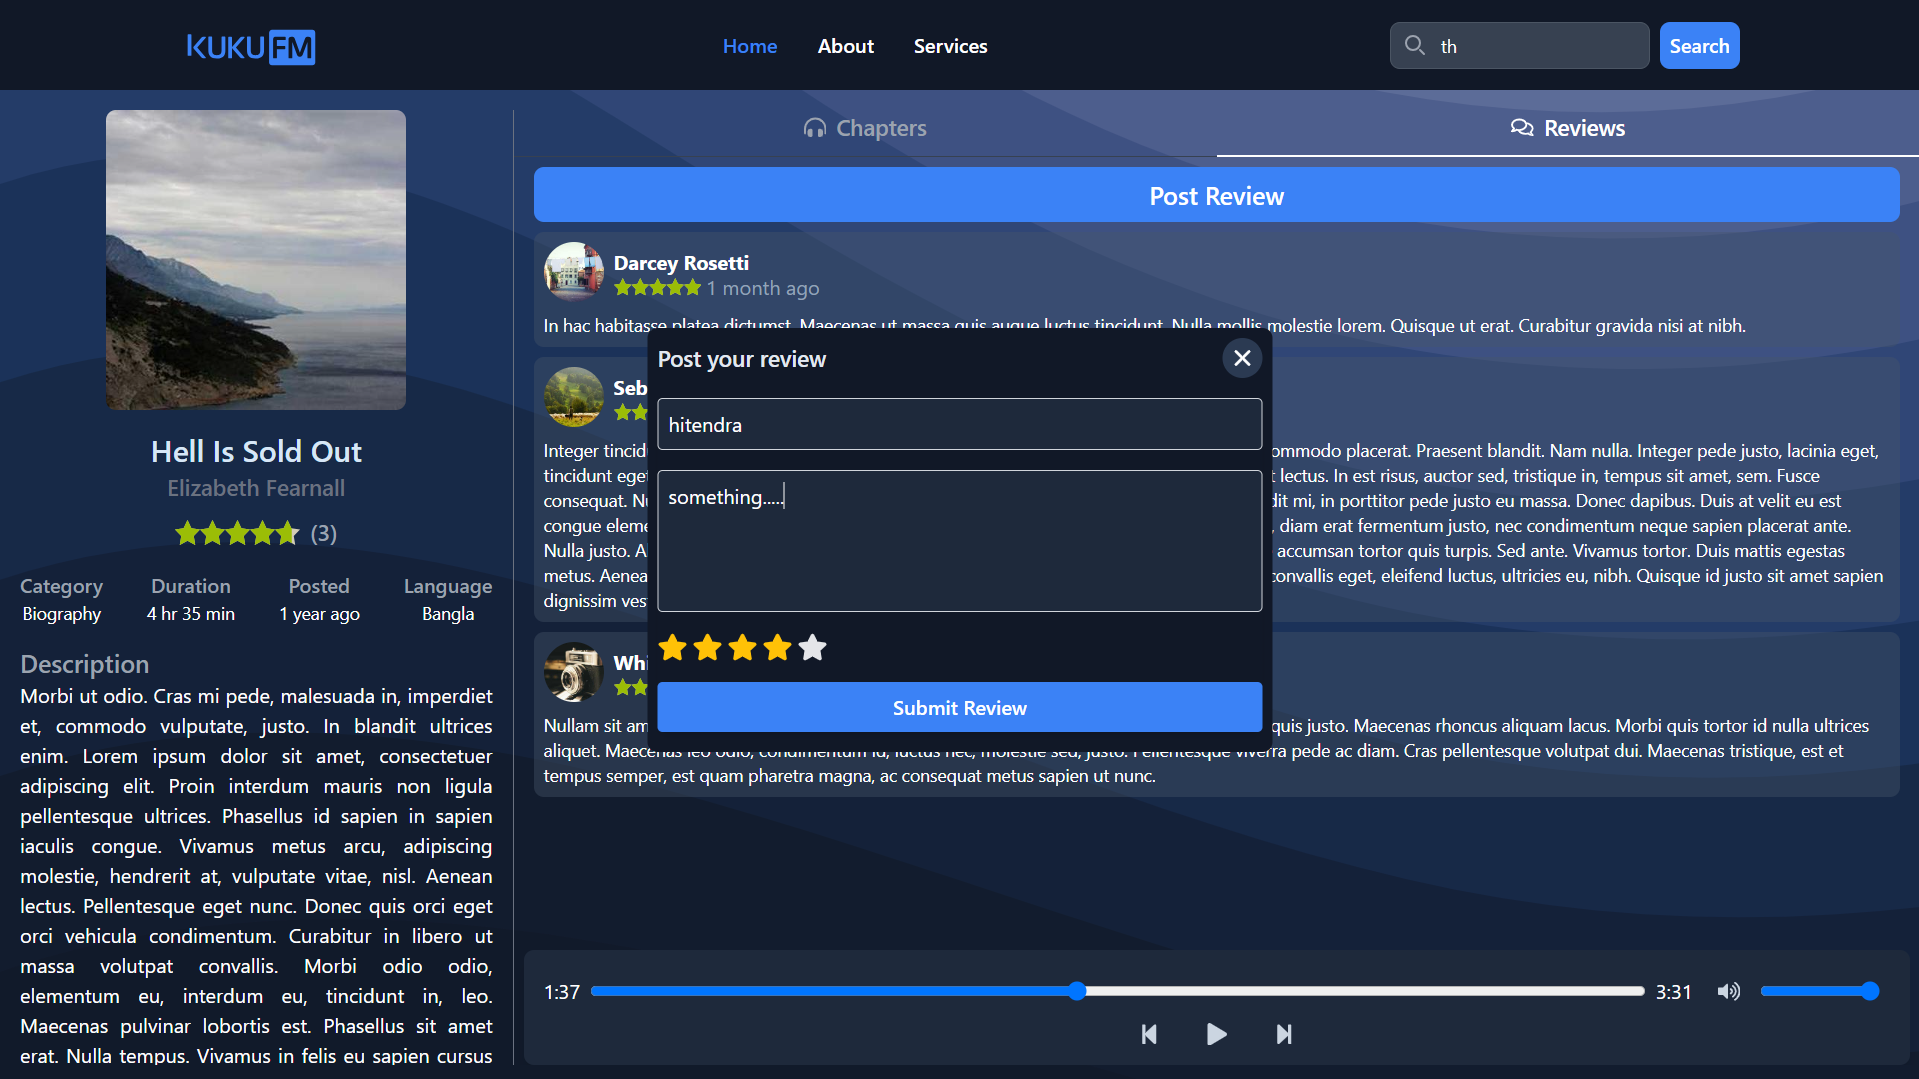 KUKU FM
Home
About
Services
th
Search
Hell Is Sold Out
Elizabeth Fearnall
(3)
Category
Duration
Posted
Language
Biography
4 hr 35 min
1 year ago
Bangla
Description
Morbi ut odio. Cras mi pede, malesuada in, imperdiet
et, commodo vulputate, justo. In blandit ultrices
enim. Lorem ipsum dolor sit amet, consectetuer
adipiscing elit. Proin interdum mauris non ligula
pellentesque ultrices. Phasellus id sapien in sapien
iaculis congue. Vivamus metus arcu, adipiscing
molestie, hendrerit at, vulputate vitae, nisl. Aenean
lectus. Pellentesque eget nunc. Donec quis orci eget
orci vehicula condimentum. Curabitur in libero ut
massa volutpat convallis. Morbi odio odio,
elementum eu, interdum eu, tincidunt in, leo.
Maecenas pulvinar lobortis est. Phasellus sit amet
erat. Nulla tempus. Vivamus in felis eu sapien cursus
Chapters
Reviews
Post Review
Darcey Rosetti
1 month ago
In hac habitasse platea dictumst. Maecenas ut massa quis augue luctus tincidunt. Nulla mollis molestie lorem. Quisque ut erat. Curabitur gravida nisi at nibh.
Seb
Integer tincid ommodo placerat. Praesent blandit. Nam nulla. Integer pede justo, lacinia eget,
tincidunt ege t lectus. In est risus, auctor sed, tristique in, tempus sit amet, sem. Fusce
consequat. N dit mi, in porttitor pede justo eu massa. Donec dapibus. Duis at velit eu est
congue eleme , diam erat fermentum justo, nec condimentum neque sapien placerat ante.
Nulla justo. A accumsan tortor quis turpis. Sed ante. Vivamus tortor. Duis mattis egestas
metus. Aenea convallis eget, eleifend luctus, ultricies eu, nibh. Quisque id justo sit amet sapien
dignissim ves
Whi
Nullam sit am quis justo. Maecenas rhoncus aliquam lacus. Morbi quis tortor id nulla ultrices
aliquet. Maecenas leo odio, condimentum id, luctus nec, molestie sed, justo. Pellentesque viverra pede ac diam. Cras pellentesque volutpat dui. Maecenas tristique, est et
tempus semper, est quam pharetra magna, ac consequat metus sapien ut nunc.
Post your review
hitendra
something.....
Submit Review
1:37
3:31